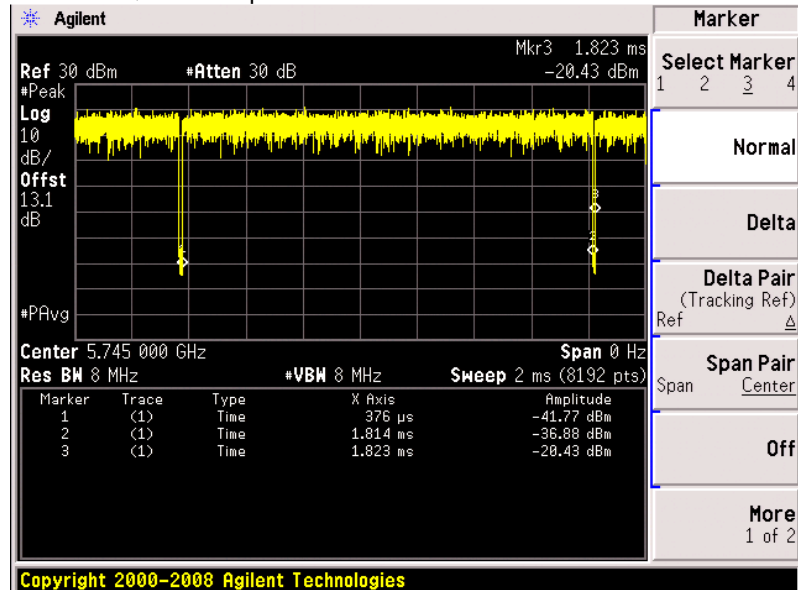 Agilent
Marker
Mkr3 1.823 ms
Ref 30 dBm #Atten 30 dB -20.43 dBm
#Peak
Log
10
dB/
Offst
13.1
dB
3
2
1
#PAvg
Center 5.745 000 GHz Span 0 Hz
Res BW 8 MHz #VBW 8 MHz Sweep 2 ms (8192 pts)
Marker Trace Type X Axis Amplitude
1 (1) Time 376 µs -41.77 dBm
2 (1) Time 1.814 ms -36.88 dBm
3 (1) Time 1.823 ms -20.43 dBm
Select Marker
1 2 3 4
Normal
Delta
Delta Pair
(Tracking Ref)
Ref Δ
Span Pair
Span Center
Off
More
1 of 2
Copyright 2000-2008 Agilent Technologies